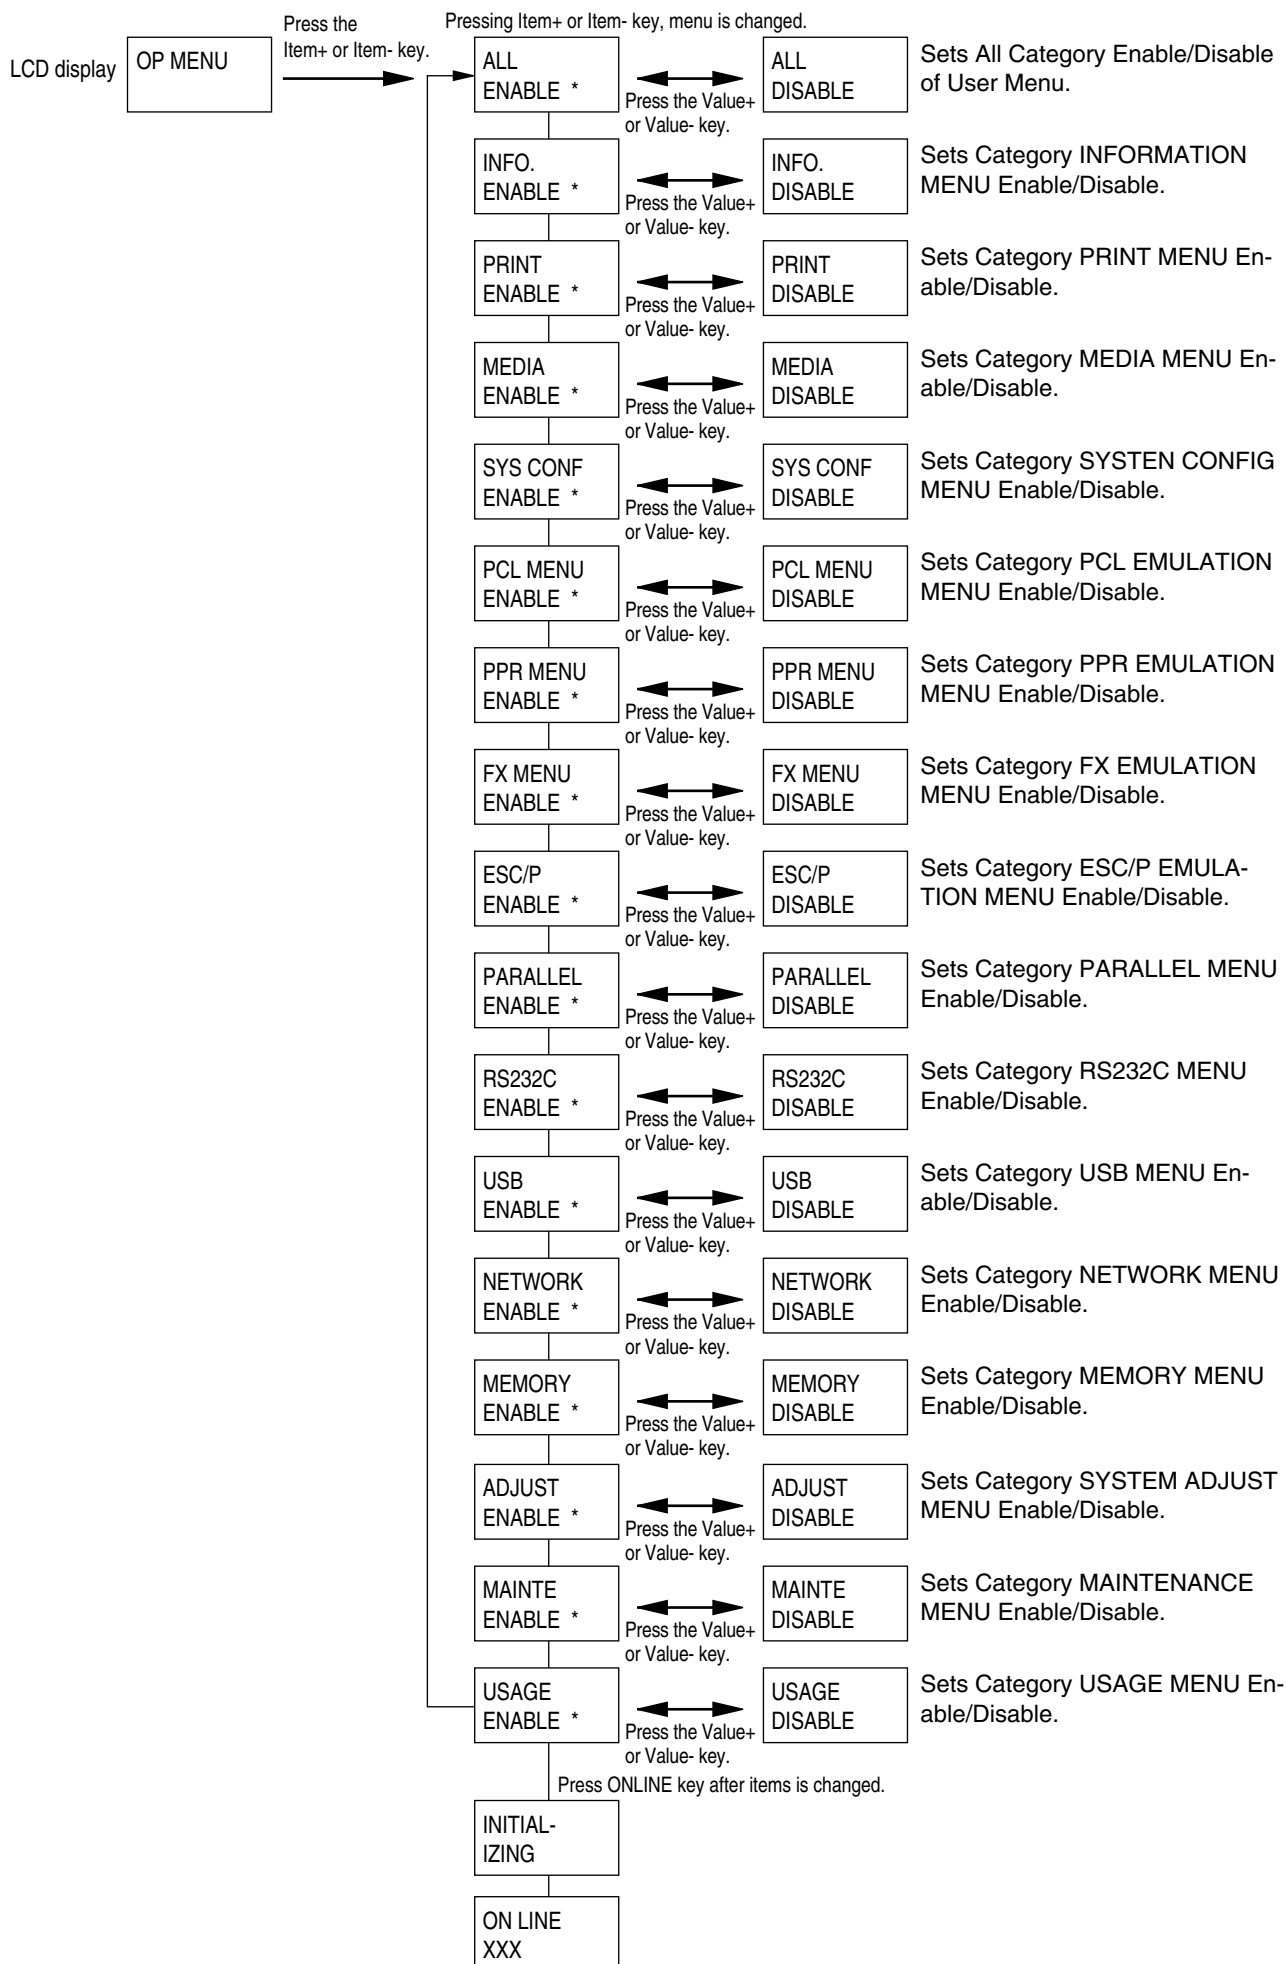 Press the
Item+ or Item- key.
Pressing Item+ or Item- key, menu is changed.
LCD display
OP MENU
ALL
ENABLE *
Press the Value+
or Value- key.
ALL
DISABLE
Sets All Category Enable/Disable
of User Menu.
INFO.
ENABLE *
Press the Value+
or Value- key.
INFO.
DISABLE
Sets Category INFORMATION
MENU Enable/Disable.
PRINT
ENABLE *
Press the Value+
or Value- key.
PRINT
DISABLE
Sets Category PRINT MENU En-
able/Disable.
MEDIA
ENABLE *
Press the Value+
or Value- key.
MEDIA
DISABLE
Sets Category MEDIA MENU En-
able/Disable.
SYS CONF
ENABLE *
Press the Value+
or Value- key.
SYS CONF
DISABLE
Sets Category SYSTEN CONFIG
MENU Enable/Disable.
PCL MENU
ENABLE *
Press the Value+
or Value- key.
PCL MENU
DISABLE
Sets Category PCL EMULATION
MENU Enable/Disable.
PPR MENU
ENABLE *
Press the Value+
or Value- key.
PPR MENU
DISABLE
Sets Category PPR EMULATION
MENU Enable/Disable.
FX MENU
ENABLE *
Press the Value+
or Value- key.
FX MENU
DISABLE
Sets Category FX EMULATION
MENU Enable/Disable.
ESC/P
ENABLE *
Press the Value+
or Value- key.
ESC/P
DISABLE
Sets Category ESC/P EMULA-
TION MENU Enable/Disable.
PARALLEL
ENABLE *
Press the Value+
or Value- key.
PARALLEL
DISABLE
Sets Category PARALLEL MENU
Enable/Disable.
RS232C
ENABLE *
Press the Value+
or Value- key.
RS232C
DISABLE
Sets Category RS232C MENU
Enable/Disable.
USB
ENABLE *
Press the Value+
or Value- key.
USB
DISABLE
Sets Category USB MENU En-
able/Disable.
NETWORK
ENABLE *
Press the Value+
or Value- key.
NETWORK
DISABLE
Sets Category NETWORK MENU
Enable/Disable.
MEMORY
ENABLE *
Press the Value+
or Value- key.
MEMORY
DISABLE
Sets Category MEMORY MENU
Enable/Disable.
ADJUST
ENABLE *
Press the Value+
or Value- key.
ADJUST
DISABLE
Sets Category SYSTEM ADJUST
MENU Enable/Disable.
MAINTE
ENABLE *
Press the Value+
or Value- key.
MAINTE
DISABLE
Sets Category MAINTENANCE
MENU Enable/Disable.
USAGE
ENABLE *
Press the Value+
or Value- key.
USAGE
DISABLE
Sets Category USAGE MENU En-
able/Disable.
Press ONLINE key after items is changed.
INITIAL-
IZING
ON LINE
XXX